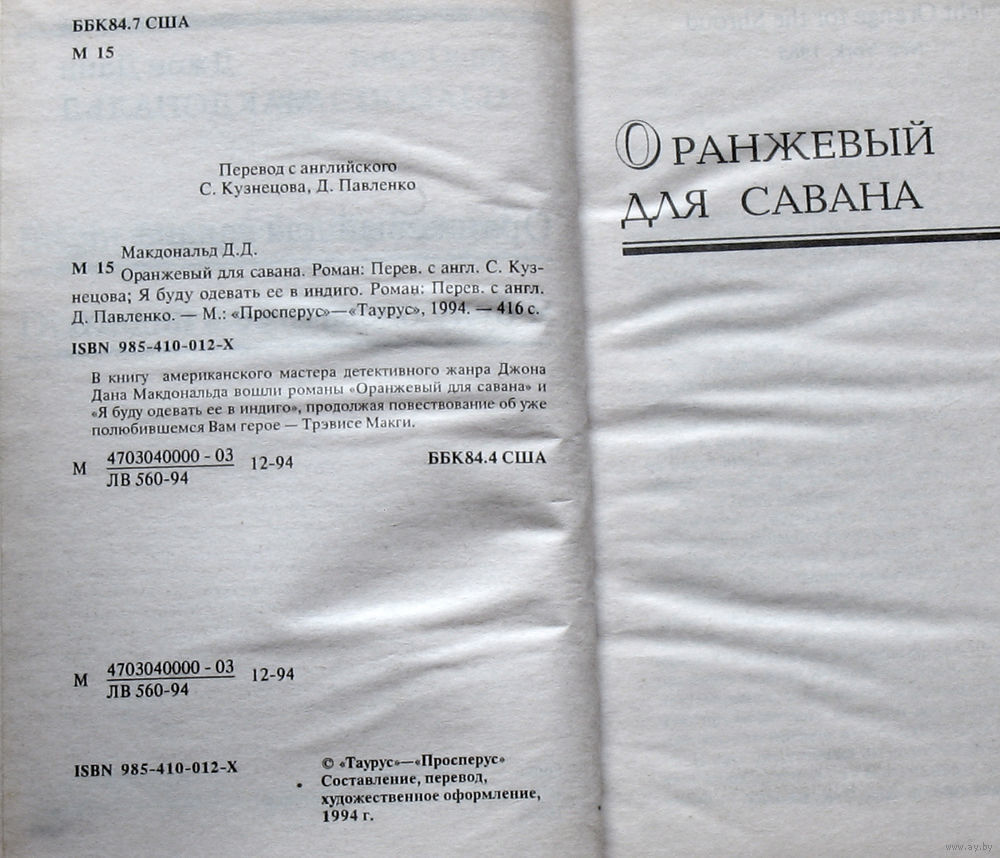 ББК84.7 США
М 15
Перевод с английского
С. Кузнецова, Д. Павленко
Макдональд Д.Д.
М 15 Оранжевый для савана. Роман: Перев. с англ. С. Куз-
нецова; Я буду одевать ее в индиго. Роман: Перев. с англ.
Д. Павленко. — М.: «Просперус»—«Таурус», 1994. — 416 с.
ISBN 985-410-012-X
В книгу американского мастера детективного жанра Джона
Дана Макдональда вошли романы «Оранжевый для савана» и
«Я буду одевать ее в индиго», продолжая повествование об уже
полюбившемся Вам герое — Трэвисе Макги.
М 4703040000 - 03 12-94
ЛВ 560-94
ББК84.4 США
М 4703040000 - 03 12-94
ЛВ 560-94
ISBN 985-410-012-X
© «Таурус»—«Просперус»
Составление, перевод,
художественное оформление,
1994 г.
ОРАНЖЕВЫЙ
ДЛЯ САВАНА
www.ay.by